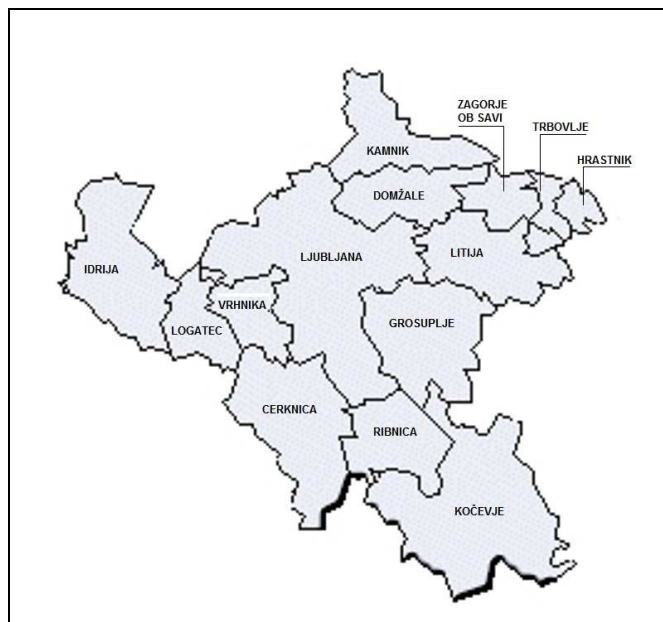 ZAGORJE
OB SAVI
TRBOVLJE
HRASTNIK
KAMNIK
DOMŽALE
LJUBLJANA
LITIJA
IDRIJA
VRHNIKA
LOGATEC
GROSUPLJE
CERKNICA
RIBNICA
KOČEVJE